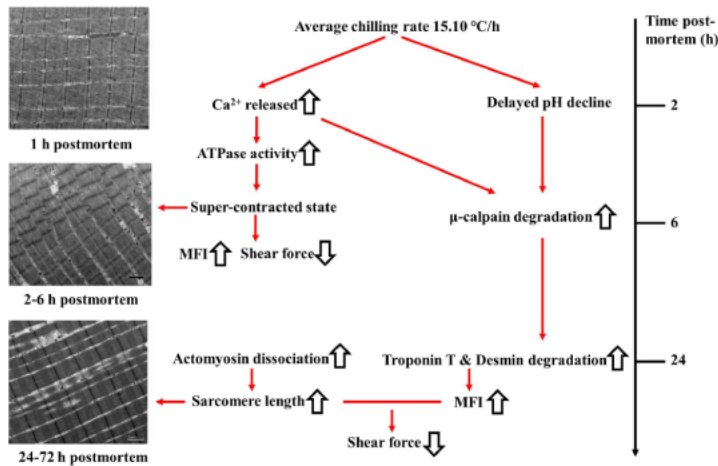 Average chilling rate 15.10 °C/h
Time post-
mortem (h)
Ca²⁺ released
Delayed pH decline
2
1 h postmortem
ATPase activity
Super-contracted state
μ-calpain degradation
6
MFI
Shear force
2-6 h postmortem
Actomyosin dissociation
Troponin T & Desmin degradation
24
Sarcomere length
MFI
Shear force
24-72 h postmortem